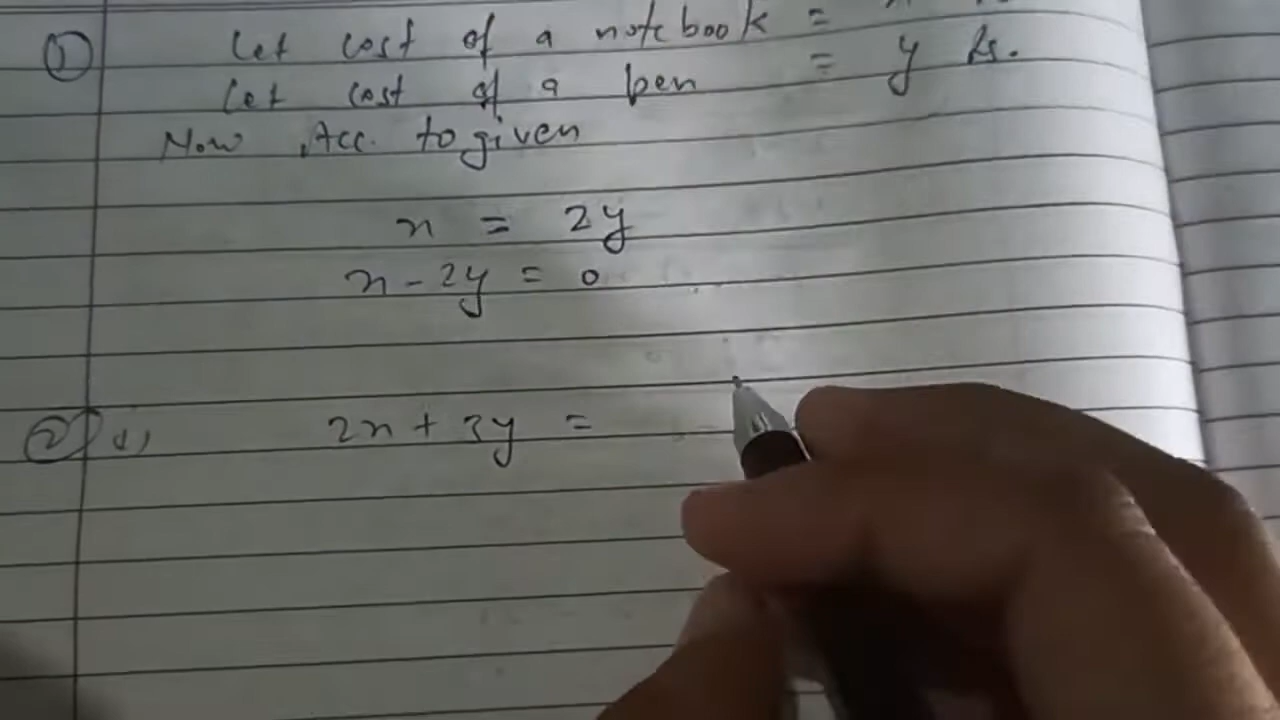 ① Let cost of a notebook =
Let cost of a pen = y Rs.
Now Acc. to given
x = 2y
x - 2y = 0
② (i) 2x + 3y =